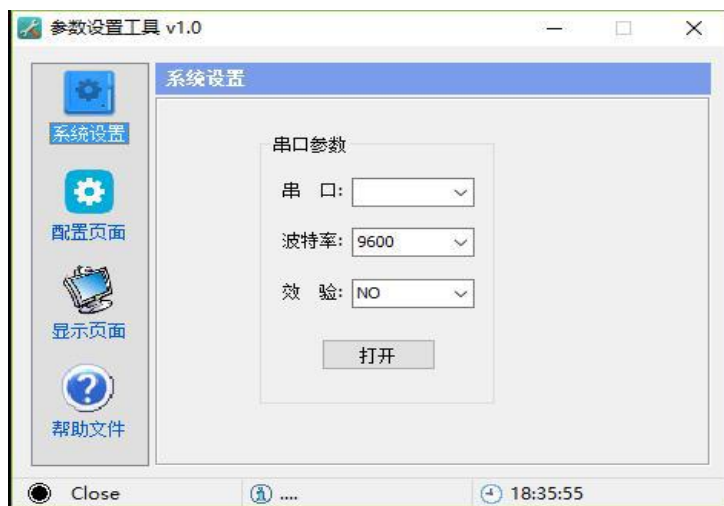 参数设置工具 v1.0
系统设置
系统设置
配置页面
显示页面
帮助文件
串口参数
串 口:
波特率: 9600
效 验: NO
打开
Close
....
18:35:55